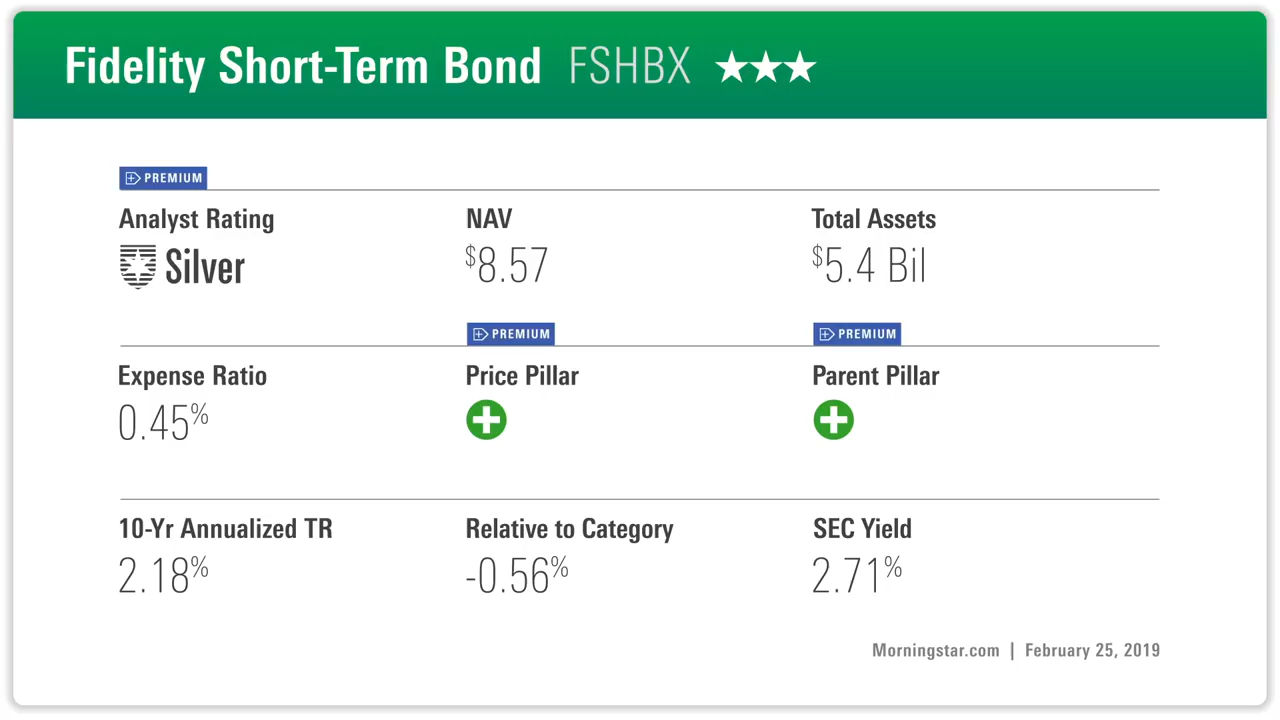 Fidelity Short-Term Bond FSHBX ★★★
PREMIUM
Analyst Rating NAV Total Assets
Silver $8.57 $5.4 Bil
PREMIUM PREMIUM
Expense Ratio Price Pillar Parent Pillar
0.45%
10-Yr Annualized TR Relative to Category SEC Yield
2.18% -0.56% 2.71%
Morningstar.com | February 25, 2019